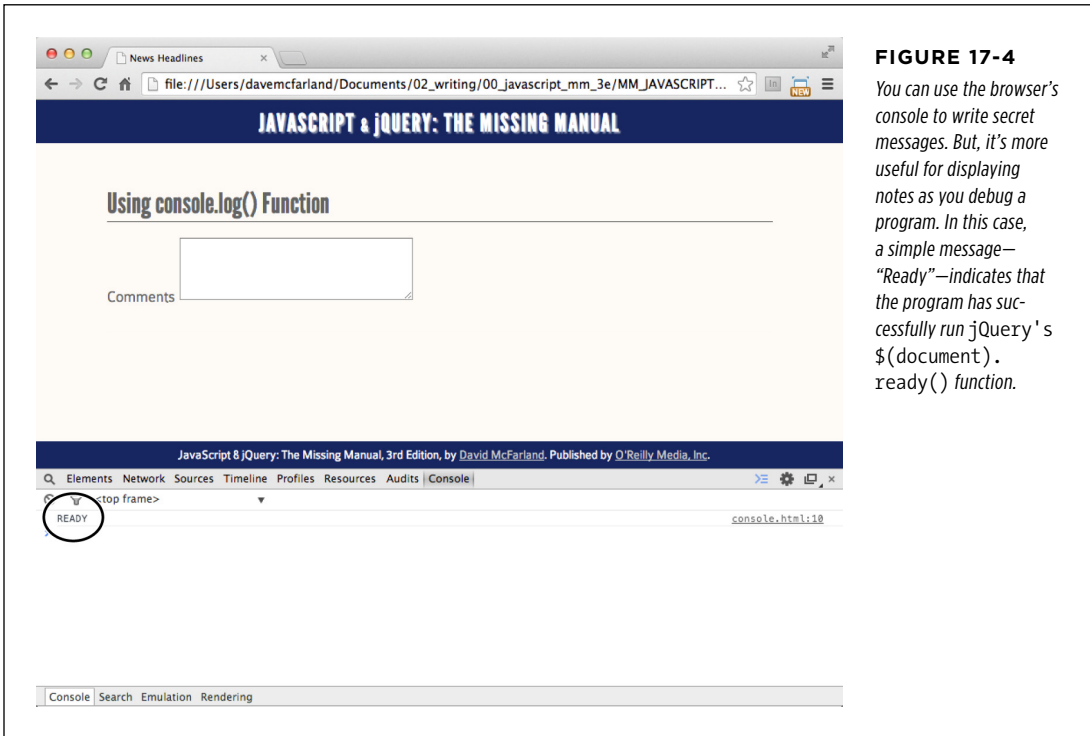 News Headlines
file:///Users/davemcfarland/Documents/02_writing/00_javascript_mm_3e/MM_JAVASCRIPT...
NEW
JAVASCRIPT & jQUERY: THE MISSING MANUAL
Using console.log() Function
Comments
JavaScript & jQuery: The Missing Manual, 3rd Edition, by David McFarland. Published by O'Reilly Media, Inc.
Elements Network Sources Timeline Profiles Resources Audits Console
<top frame>
READY
console.html:10
Console Search Emulation Rendering
FIGURE 17-4
You can use the browser's
console to write secret
messages. But, it's more
useful for displaying
notes as you debug a
program. In this case,
a simple message—
"Ready"—indicates that
the program has suc-
cessfully run jQuery's
$(document).
ready() function.